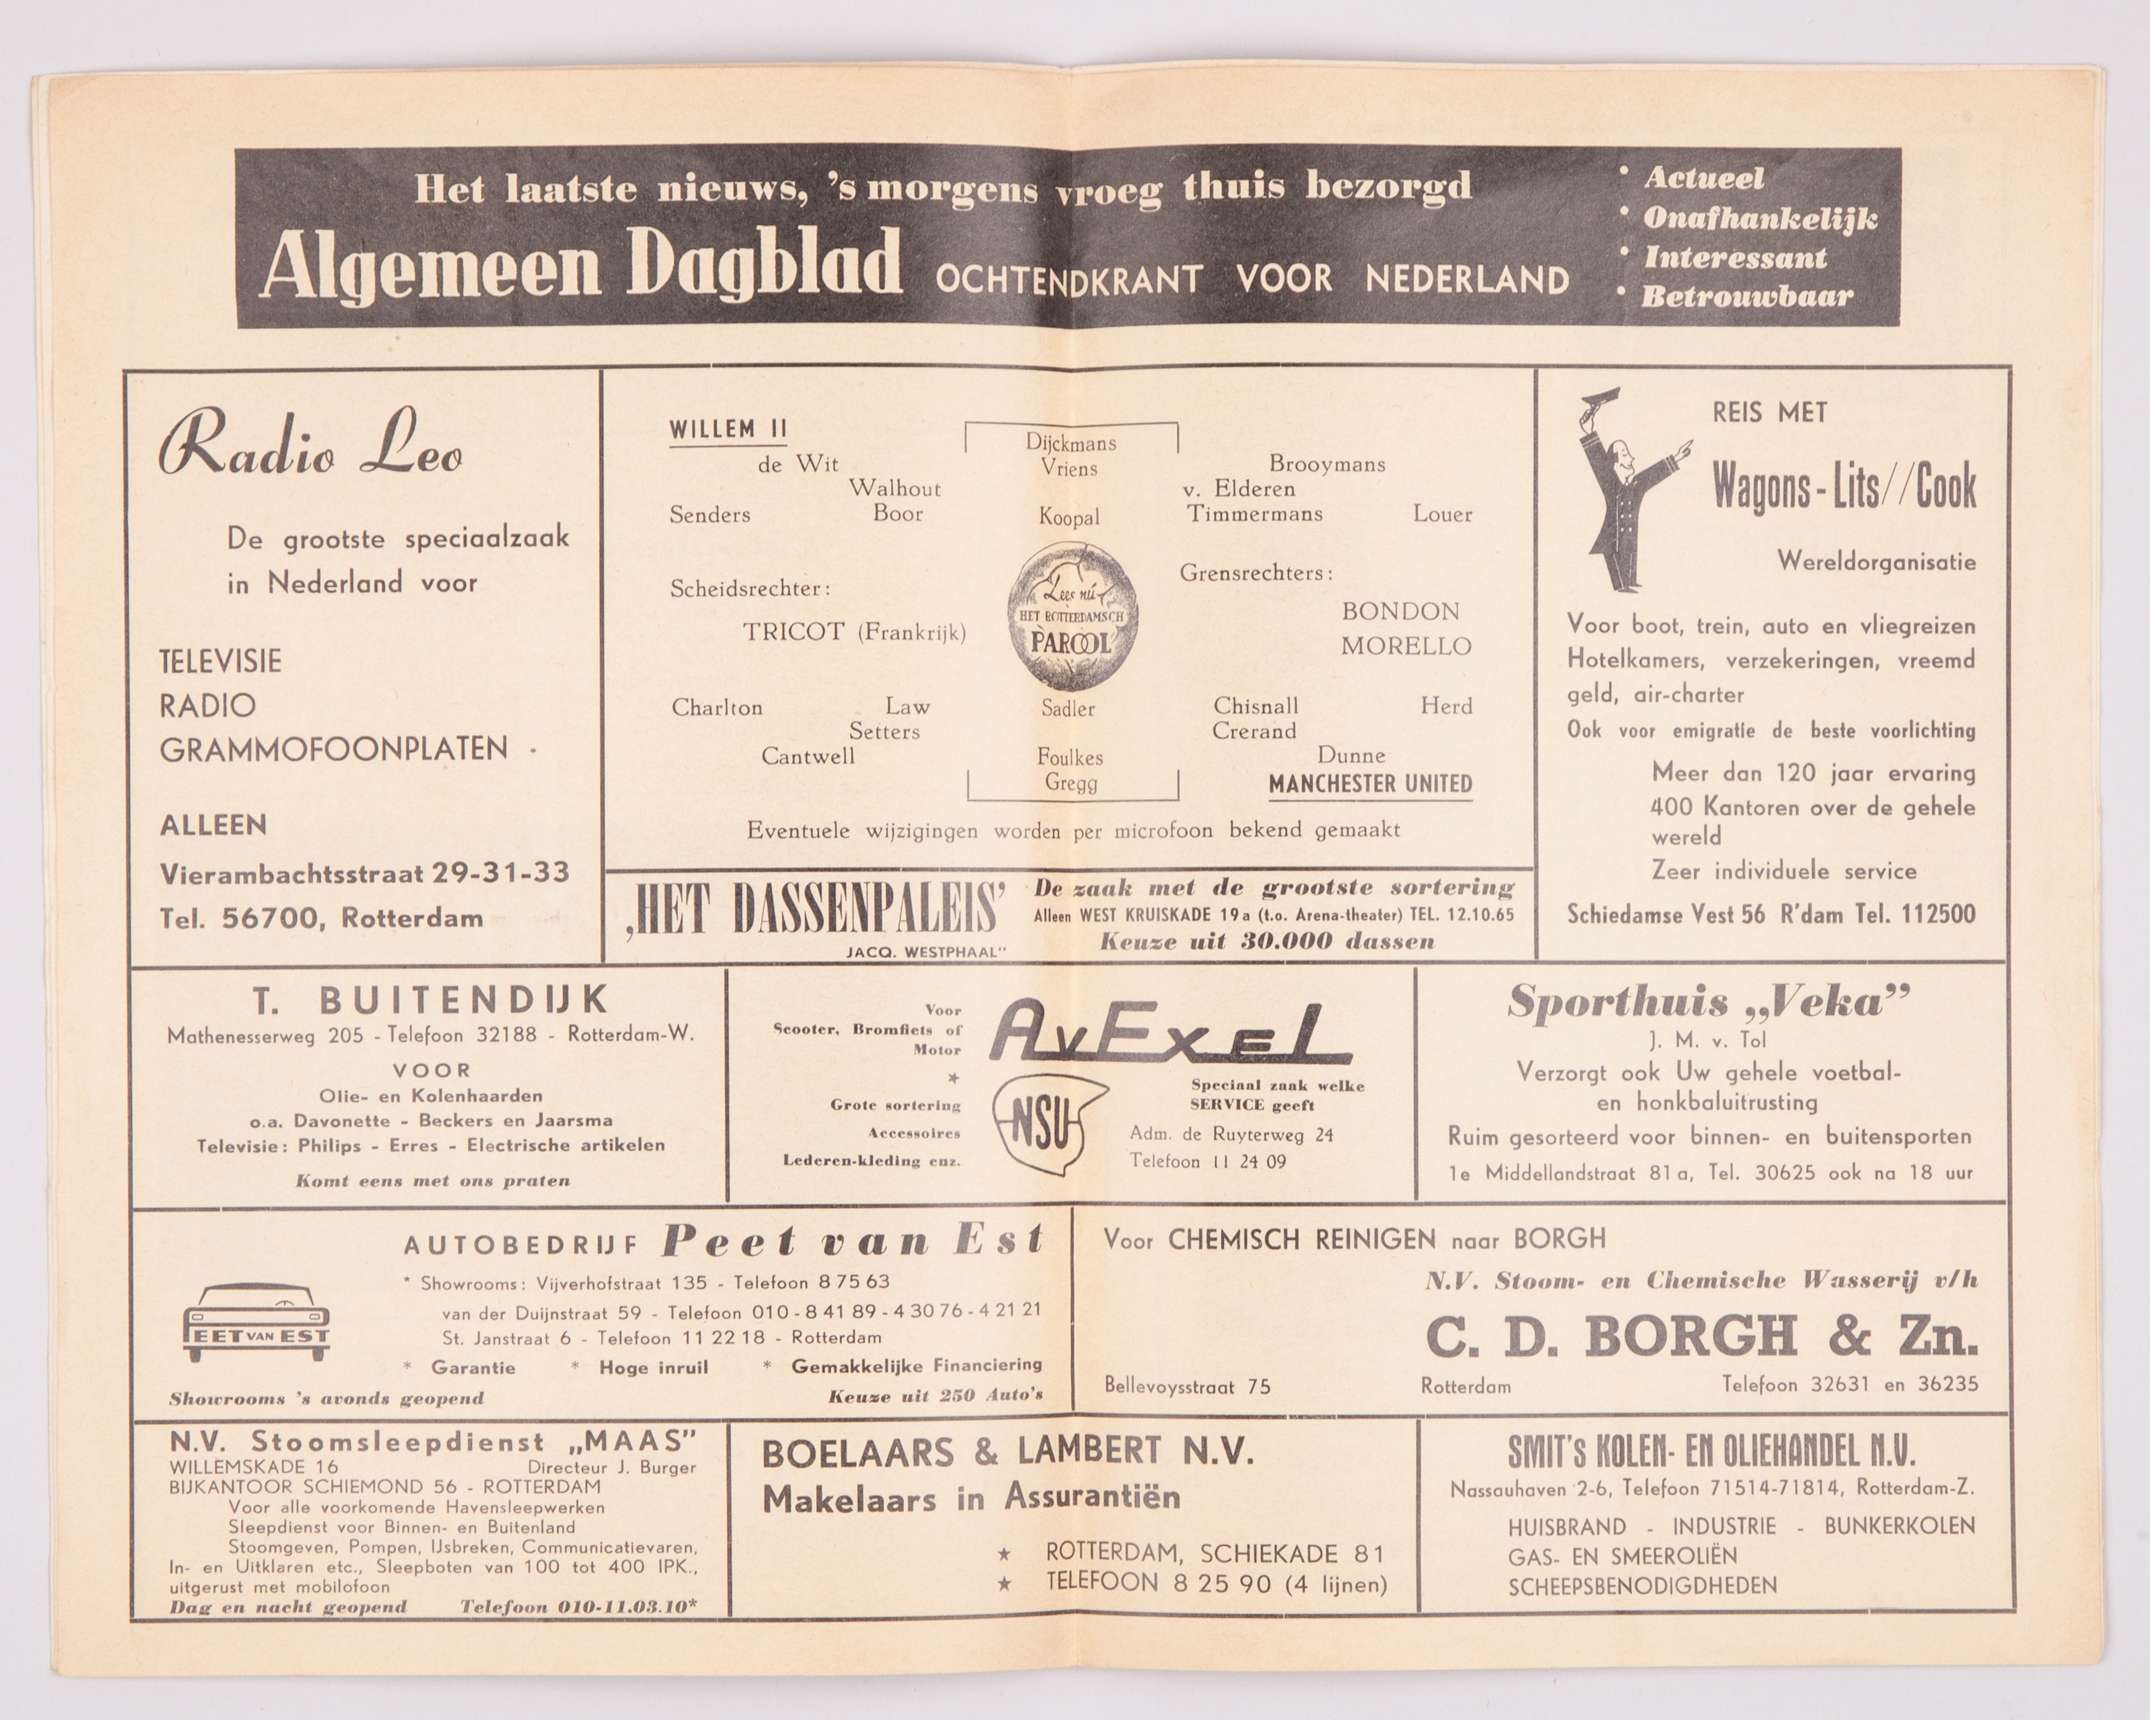 Het laatste nieuws, 's morgens vroeg thuis bezorgd
Algemeen Dagblad OCHTENDKRANT VOOR NEDERLAND
• Actueel
• Onafhankelijk
• Interessant
• Betrouwbaar
Radio Leo
De grootste speciaalzaak
in Nederland voor
TELEVISIE
RADIO
GRAMMOFOONPLATEN .
ALLEEN
Vierambachtsstraat 29-31-33
Tel. 56700, Rotterdam
WILLEM II
Dijckmans
de Wit Vriens Brooymans
Walhout v. Elderen
Senders Boor Koopal Timmermans Louer
Scheidsrechter:
TRICOT (Frankrijk)
Lees nú
HET ROTTERDAMSCH
PAROOL
Grensrechters:
BONDON
MORELLO
Charlton Law Sadler Chisnall Herd
Setters Crerand
Cantwell Foulkes Dunne
Gregg
MANCHESTER UNITED
Eventuele wijzigingen worden per microfoon bekend gemaakt
REIS MET
Wagons-Lits//Cook
Wereldorganisatie
Voor boot, trein, auto en vliegreizen
Hotelkamers, verzekeringen, vreemd
geld, air-charter
Ook voor emigratie de beste voorlichting
Meer dan 120 jaar ervaring
400 Kantoren over de gehele
wereld
Zeer individuele service
Schiedamse Vest 56 R'dam Tel. 112500
‚HET DASSENPALEIS'
JACQ. WESTPHAAL"
De zaak met de grootste sortering
Alleen WEST KRUISKADE 19a (t.o. Arena-theater) TEL. 12.10.65
Keuze uit 30.000 dassen
T. BUITENDIJK
Mathenesserweg 205 - Telefoon 32188 - Rotterdam-W.
VOOR
Olie- en Kolenhaarden
o.a. Davonette - Beckers en Jaarsma
Televisie: Philips - Erres - Electrische artikelen
Komt eens met ons praten
Voor
Scooter, Bromfiets of
Motor
*
Grote sortering
Accessoires
Lederen-kleding enz.
AvExEL
NSU
Speciaal zaak welke
SERVICE geeft
Adm. de Ruyterweg 24
Telefoon 11 24 09
Sporthuis „Veka”
J. M. v. Tol
Verzorgt ook Uw gehele voetbal-
en honkbaluitrusting
Ruim gesorteerd voor binnen- en buitensporten
1e Middellandstraat 81a, Tel. 30625 ook na 18 uur
AUTOBEDRIJF Peet van Est
* Showrooms: Vijverhofstraat 135 - Telefoon 8 75 63
van der Duijnstraat 59 - Telefoon 010 - 8 41 89 - 4 30 76 - 4 21 21
St. Janstraat 6 - Telefoon 11 22 18 - Rotterdam
PEET VAN EST
* Garantie * Hoge inruil * Gemakkelijke Financiering
Showrooms 's avonds geopend Keuze uit 250 Auto's
Voor CHEMISCH REINIGEN naar BORGH
N.V. Stoom- en Chemische Wasserij v/h
C. D. BORGH & Zn.
Bellevoysstraat 75 Rotterdam Telefoon 32631 en 36235
N.V. Stoomsleepdienst „MAAS”
WILLEMSKADE 16 Directeur J. Burger
BIJKANTOOR SCHIEMOND 56 - ROTTERDAM
Voor alle voorkomende Havensleepwerken
Sleepdienst voor Binnen- en Buitenland
Stoomgeven, Pompen, IJsbreken, Communicatievaren,
In- en Uitklaren etc., Sleepboten van 100 tot 400 IPK.,
uitgerust met mobilofoon
Dag en nacht geopend Telefoon 010-11.03.10*
BOELAARS & LAMBERT N.V.
Makelaars in Assurantiën
★ ROTTERDAM, SCHIEKADE 81
★ TELEFOON 8 25 90 (4 lijnen)
SMIT's KOLEN- EN OLIEHANDEL N.V.
Nassauhaven 2-6, Telefoon 71514-71814, Rotterdam-Z.
HUISBRAND - INDUSTRIE - BUNKERKOLEN
GAS- EN SMEEROLIËN
SCHEEPSBENODIGDHEDEN